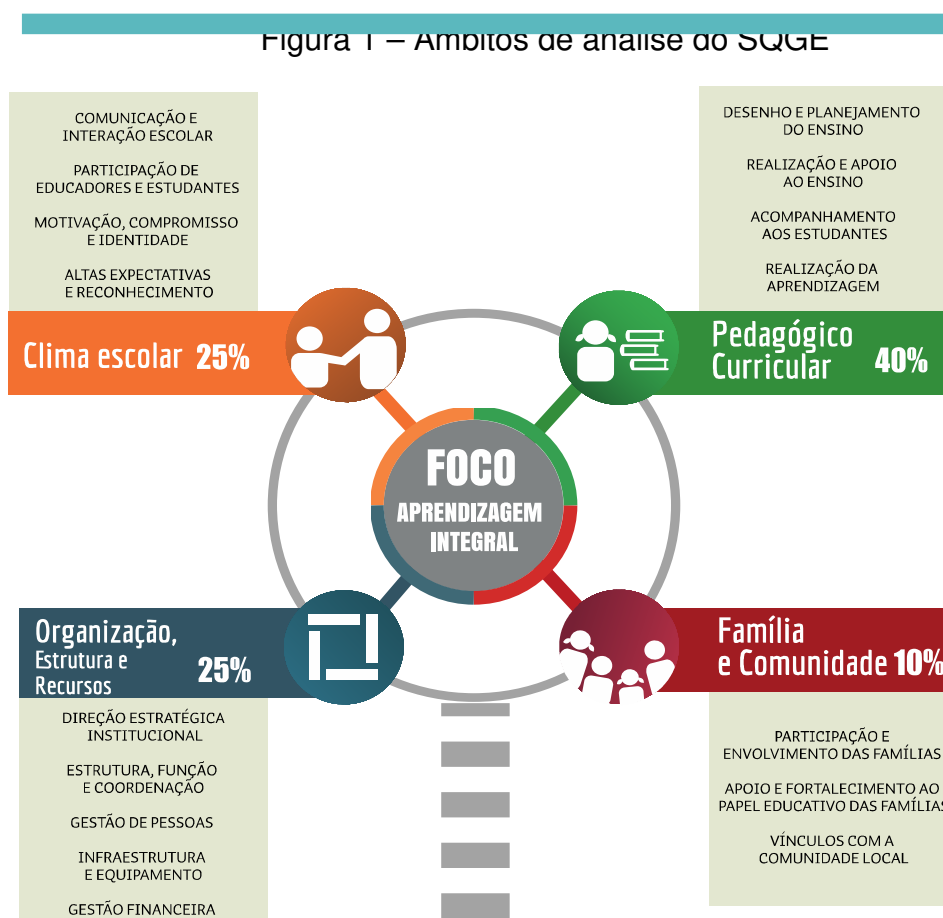 Figura 1 – Âmbitos de análise do SQGE
COMUNICAÇÃO E
INTERAÇÃO ESCOLAR
PARTICIPAÇÃO DE
EDUCADORES E ESTUDANTES
MOTIVAÇÃO, COMPROMISSO
E IDENTIDADE
ALTAS EXPECTATIVAS
E RECONHECIMENTO
Clima escolar 25%
DESENHO E PLANEJAMENTO
DO ENSINO
REALIZAÇÃO E APOIO
AO ENSINO
ACOMPANHAMENTO
AOS ESTUDANTES
REALIZAÇÃO DA
APRENDIZAGEM
Pedagógico
Curricular 40%
FOCO
APRENDIZAGEM
INTEGRAL
Organização,
Estrutura e
Recursos 25%
DIREÇÃO ESTRATÉGICA
INSTITUCIONAL
ESTRUTURA, FUNÇÃO
E COORDENAÇÃO
GESTÃO DE PESSOAS
INFRAESTRUTURA
E EQUIPAMENTO
GESTÃO FINANCEIRA
Família
e Comunidade 10%
PARTICIPAÇÃO E
ENVOLVIMENTO DAS FAMÍLIAS
APOIO E FORTALECIMENTO AO
PAPEL EDUCATIVO DAS FAMÍLIAS
VÍNCULOS COM A
COMUNIDADE LOCAL